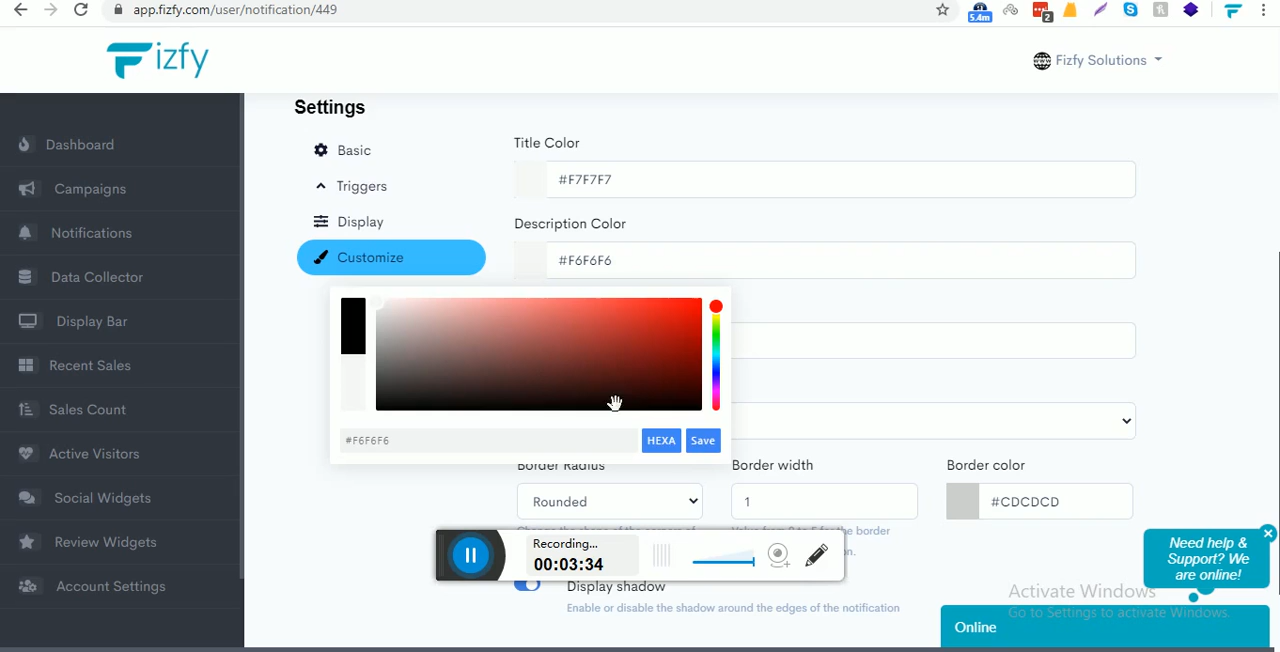 app.fizfy.com/user/notification/449
5.4m
2
izfy
Fizfy Solutions
Dashboard
Campaigns
Notifications
Data Collector
Display Bar
Recent Sales
Sales Count
Active Visitors
Social Widgets
Review Widgets
Account Settings
Settings
Basic
Triggers
Display
Customize
Title Color
#F7F7F7
Description Color
#F6F6F6
#F6F6F6
HEXA
Save
Border Radius
Border width
Border color
Rounded
1
#CDCDCD
Recording...
00:03:34
Display shadow
Enable or disable the shadow around the edges of the notification
Need help &
Support? We
are online!
Activate Windows
Go to Settings to activate Windows.
Online